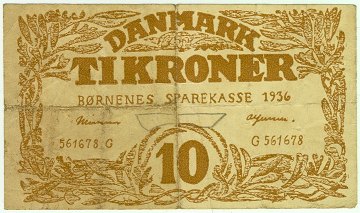 DANMARK
TI KRONER
BØRNENES SPAREKASSE 1936
561678 G
G 561678
10